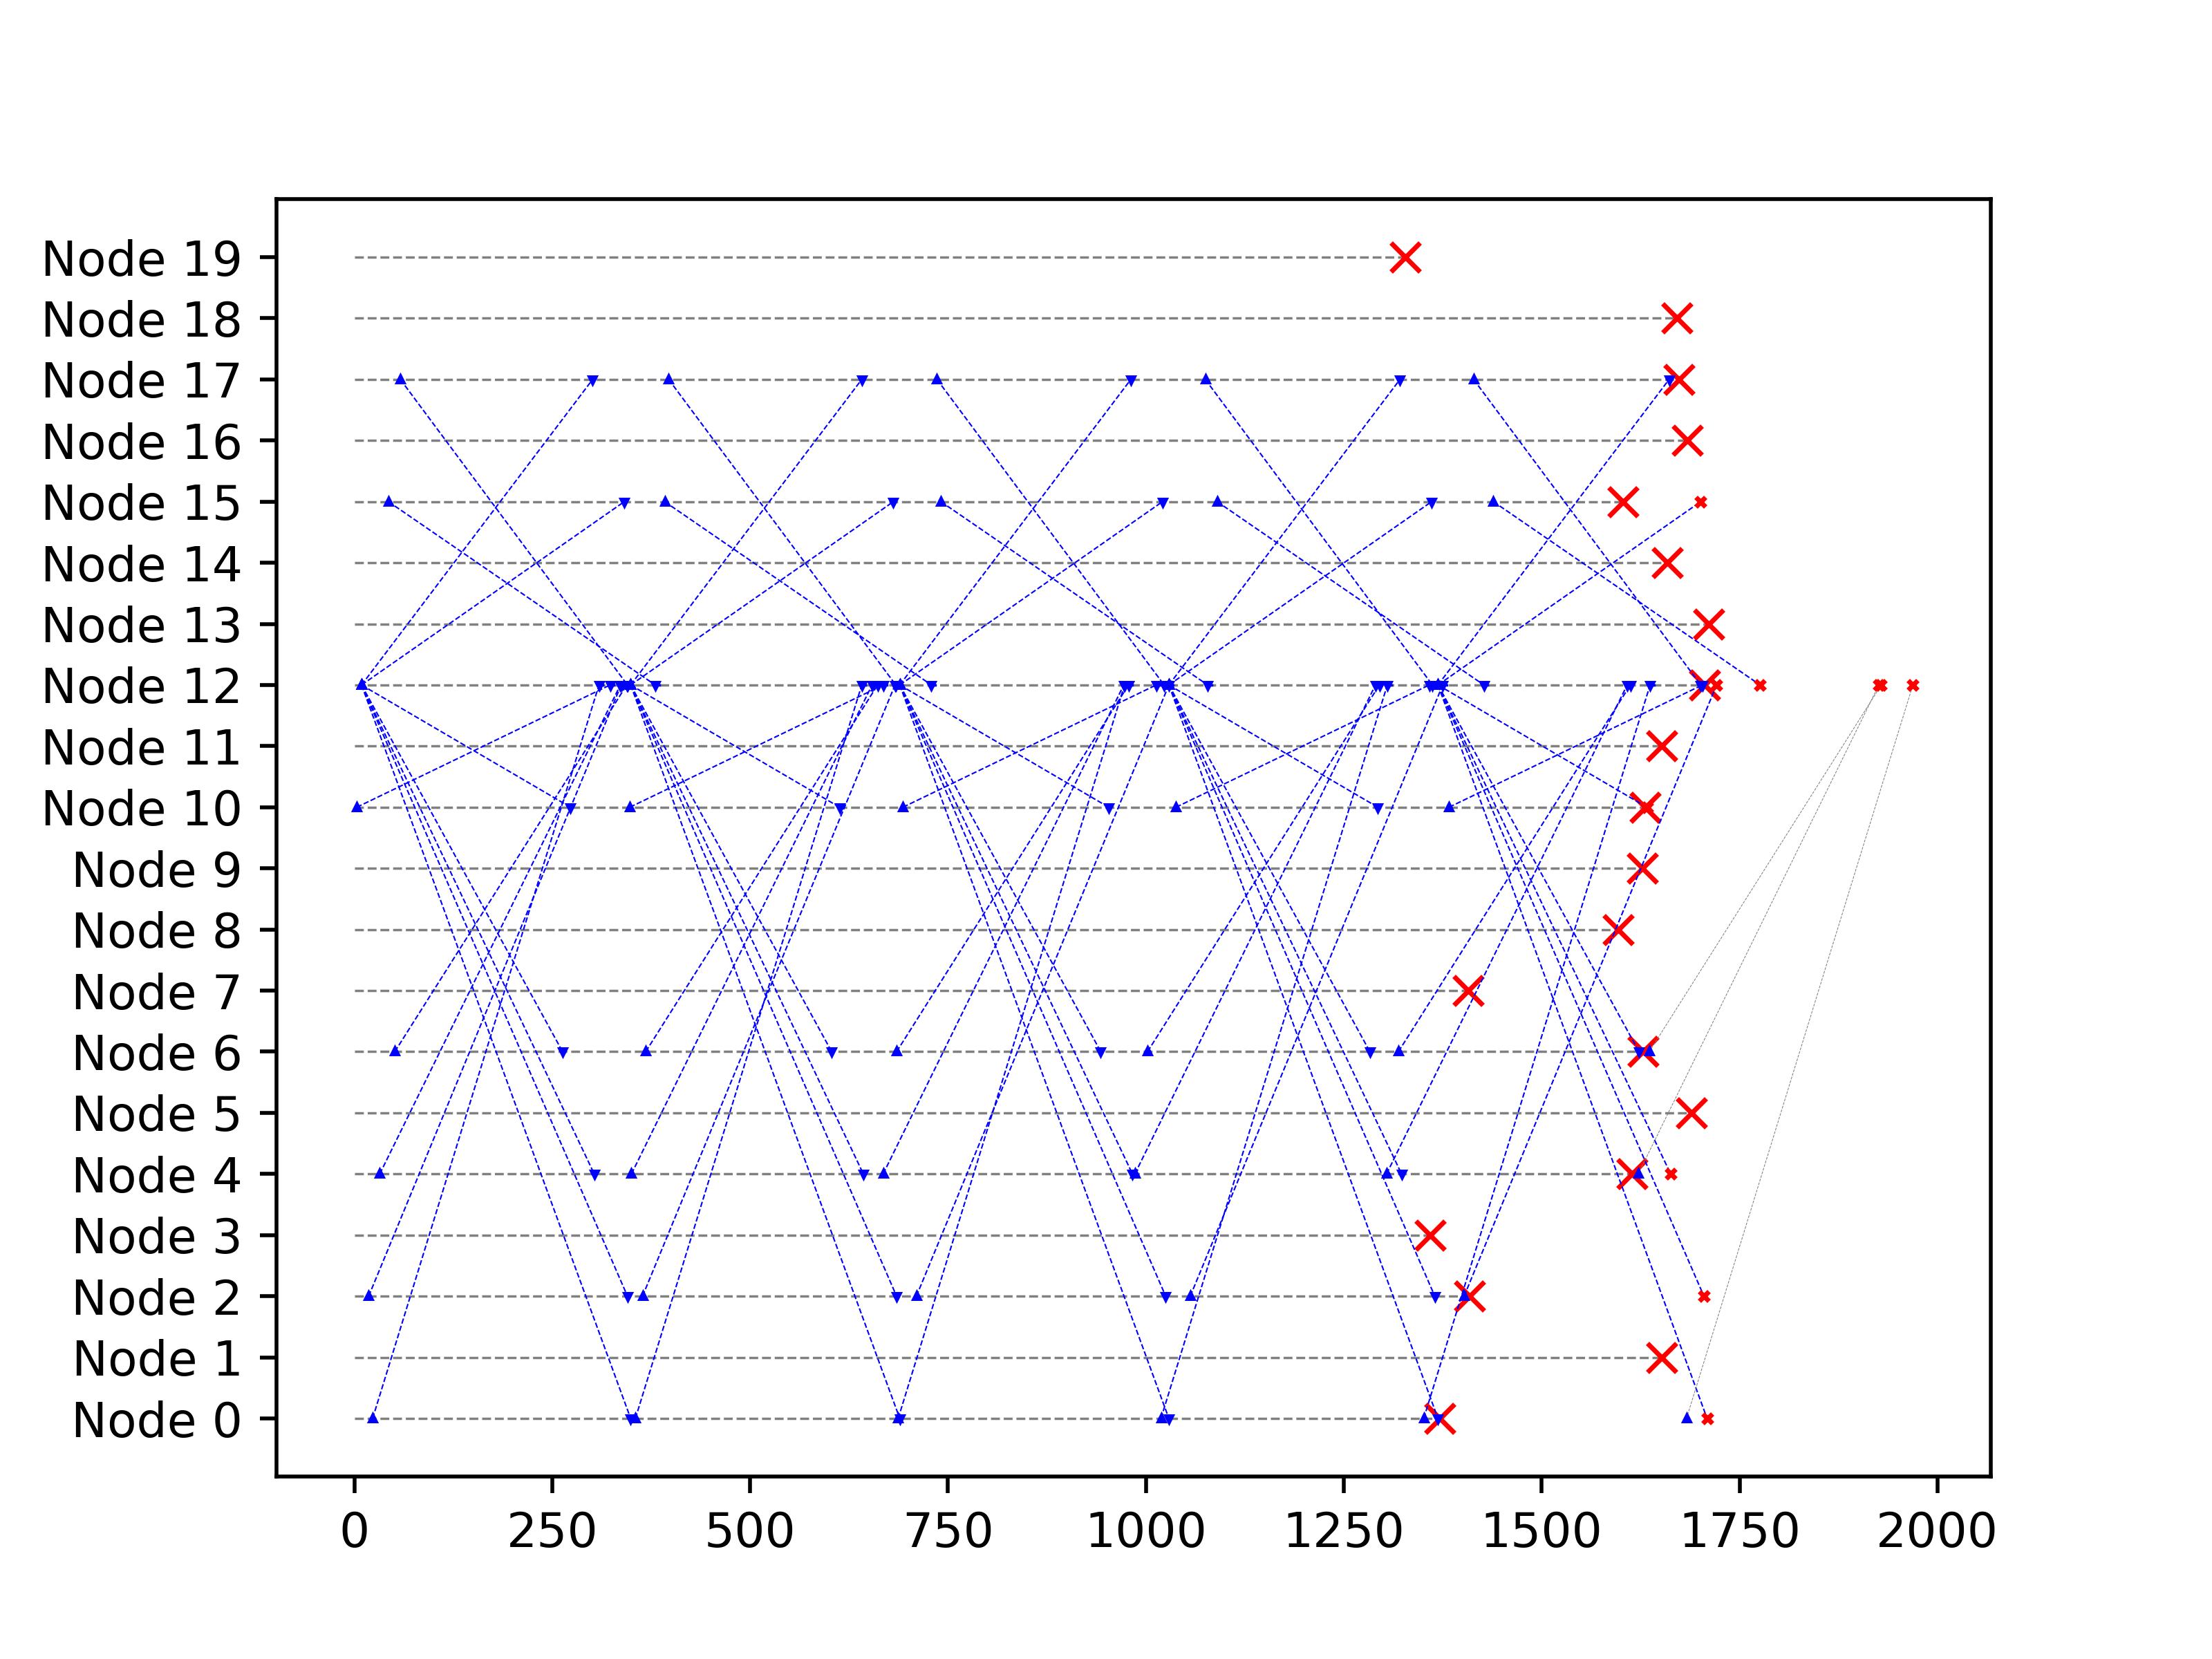 Node 19
Node 18
Node 17
Node 16
Node 15
Node 14
Node 13
Node 12
Node 11
Node 10
Node 9
Node 8
Node 7
Node 6
Node 5
Node 4
Node 3
Node 2
Node 1
Node 0
0 250 500 750 1000 1250 1500 1750 2000